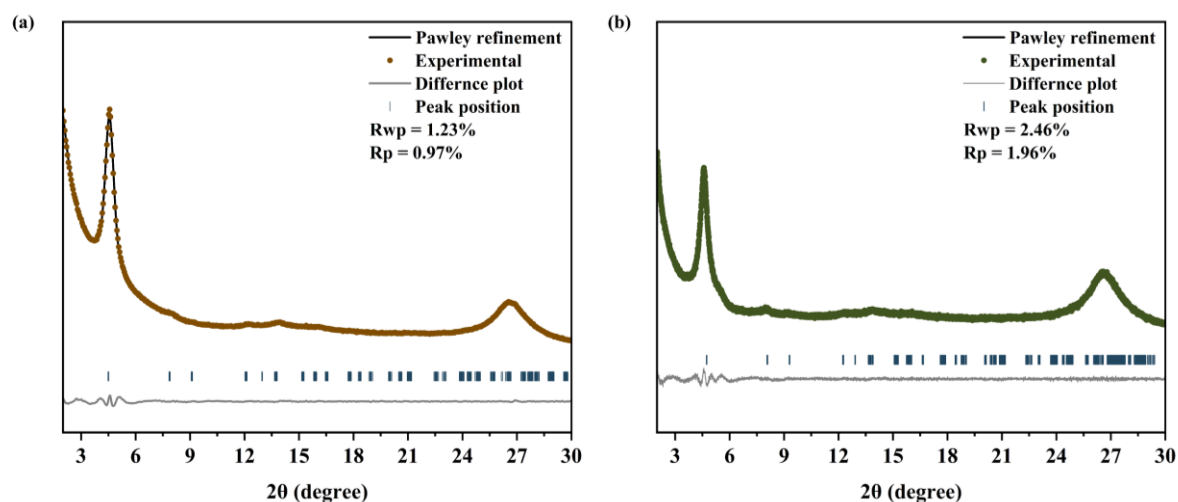 (a)
Pawley refinement
Experimental
Differnce plot
Peak position
Rwp = 1.23%
Rp = 0.97%
3 6 9 12 15 18 21 24 27 30
2θ (degree)
(b)
Pawley refinement
Experimental
Differnce plot
Peak position
Rwp = 2.46%
Rp = 1.96%
3 6 9 12 15 18 21 24 27 30
2θ (degree)